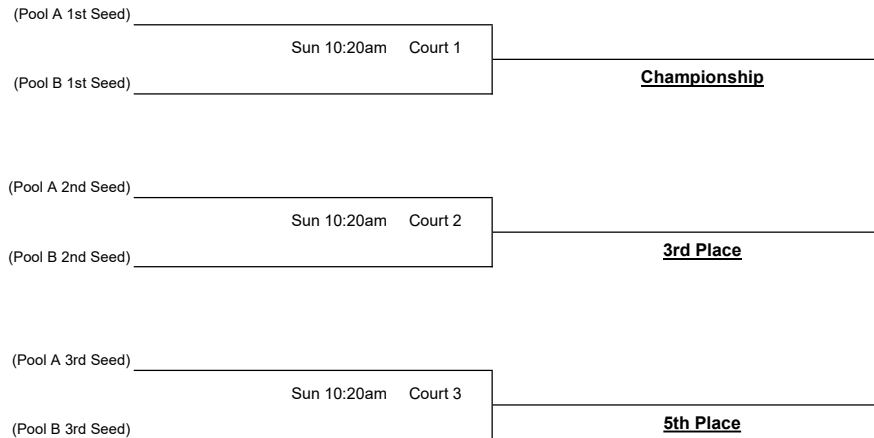 (Pool A 1st Seed)
Sun 10:20am Court 1
Championship
(Pool B 1st Seed)
(Pool A 2nd Seed)
Sun 10:20am Court 2
3rd Place
(Pool B 2nd Seed)
(Pool A 3rd Seed)
Sun 10:20am Court 3
5th Place
(Pool B 3rd Seed)